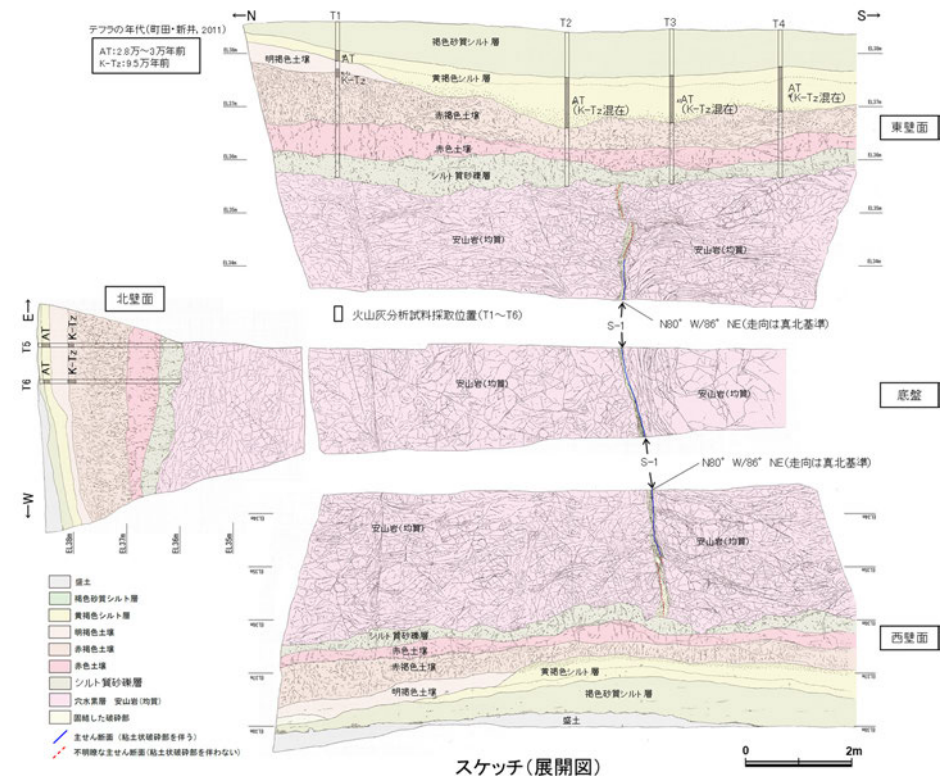 テフラの年代(町田・新井, 2011)
AT:2.8万～3万年前
K-Tz:9.5万年前
←N
T1
T2
T3
T4
S→
褐色砂質シルト層
明褐色土壌
AT
K-Tz
黄褐色シルト層
AT
(K-Tz混在)
AT
(K-Tz混在)
AT
(K-Tz混在)
赤褐色土壌
赤色土壌
シルト質砂礫層
安山岩(均質)
安山岩(均質)
EL38m
EL37m
EL36m
EL35m
EL34m
EL38m
EL37m
EL36m
EL35m
EL34m
東壁面
北壁面
E→
T5
T6
AT
AT
K-Tz
K-Tz
←W
EL38m
EL37m
EL36m
EL35m
火山灰分析試料採取位置(T1～T6)
S-1
N80°W/86°NE(走向は真北基準)
安山岩(均質)
安山岩(均質)
底盤
S-1
N80°W/86°NE(走向は真北基準)
安山岩(均質)
安山岩(均質)
シルト質砂礫層
赤色土壌
赤褐色土壌
黄褐色シルト層
明褐色土壌
褐色砂質シルト層
盛土
西壁面
盛土
褐色砂質シルト層
黄褐色シルト層
明褐色土壌
赤褐色土壌
赤色土壌
シルト質砂礫層
穴水累層 安山岩(均質)
固結した破砕部
主せん断面(粘土状破砕部を伴う)
不明瞭な主せん断面(粘土状破砕部を伴わない)
0
2m
スケッチ(展開図)